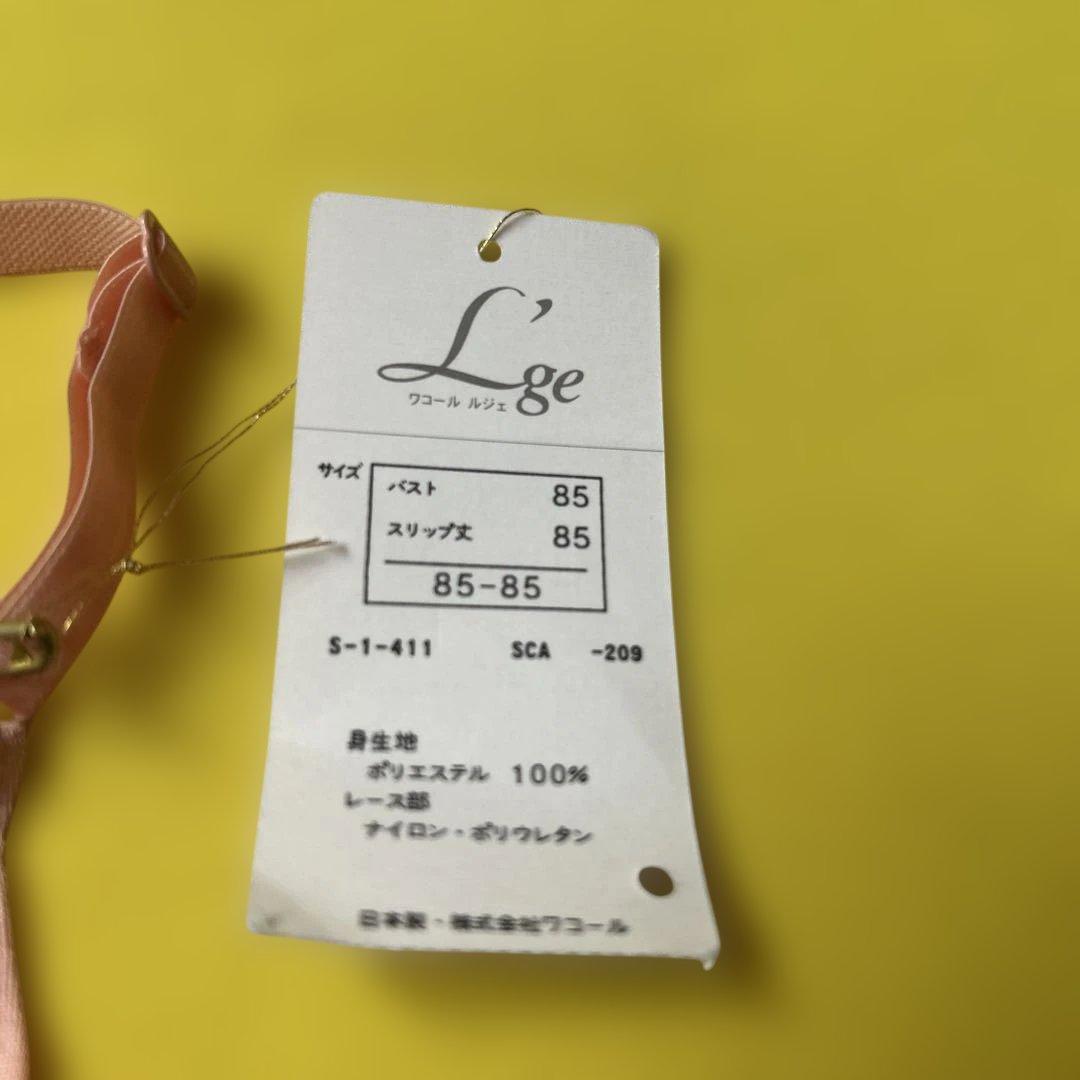 L'ge
ワコール ルジェ
サイズ
バスト 85
スリップ丈 85
85-85
S-1-411 SCA -209
身生地
ポリエステル 100%
レース部
ナイロン・ポリウレタン
日本製・株式会社ワコール